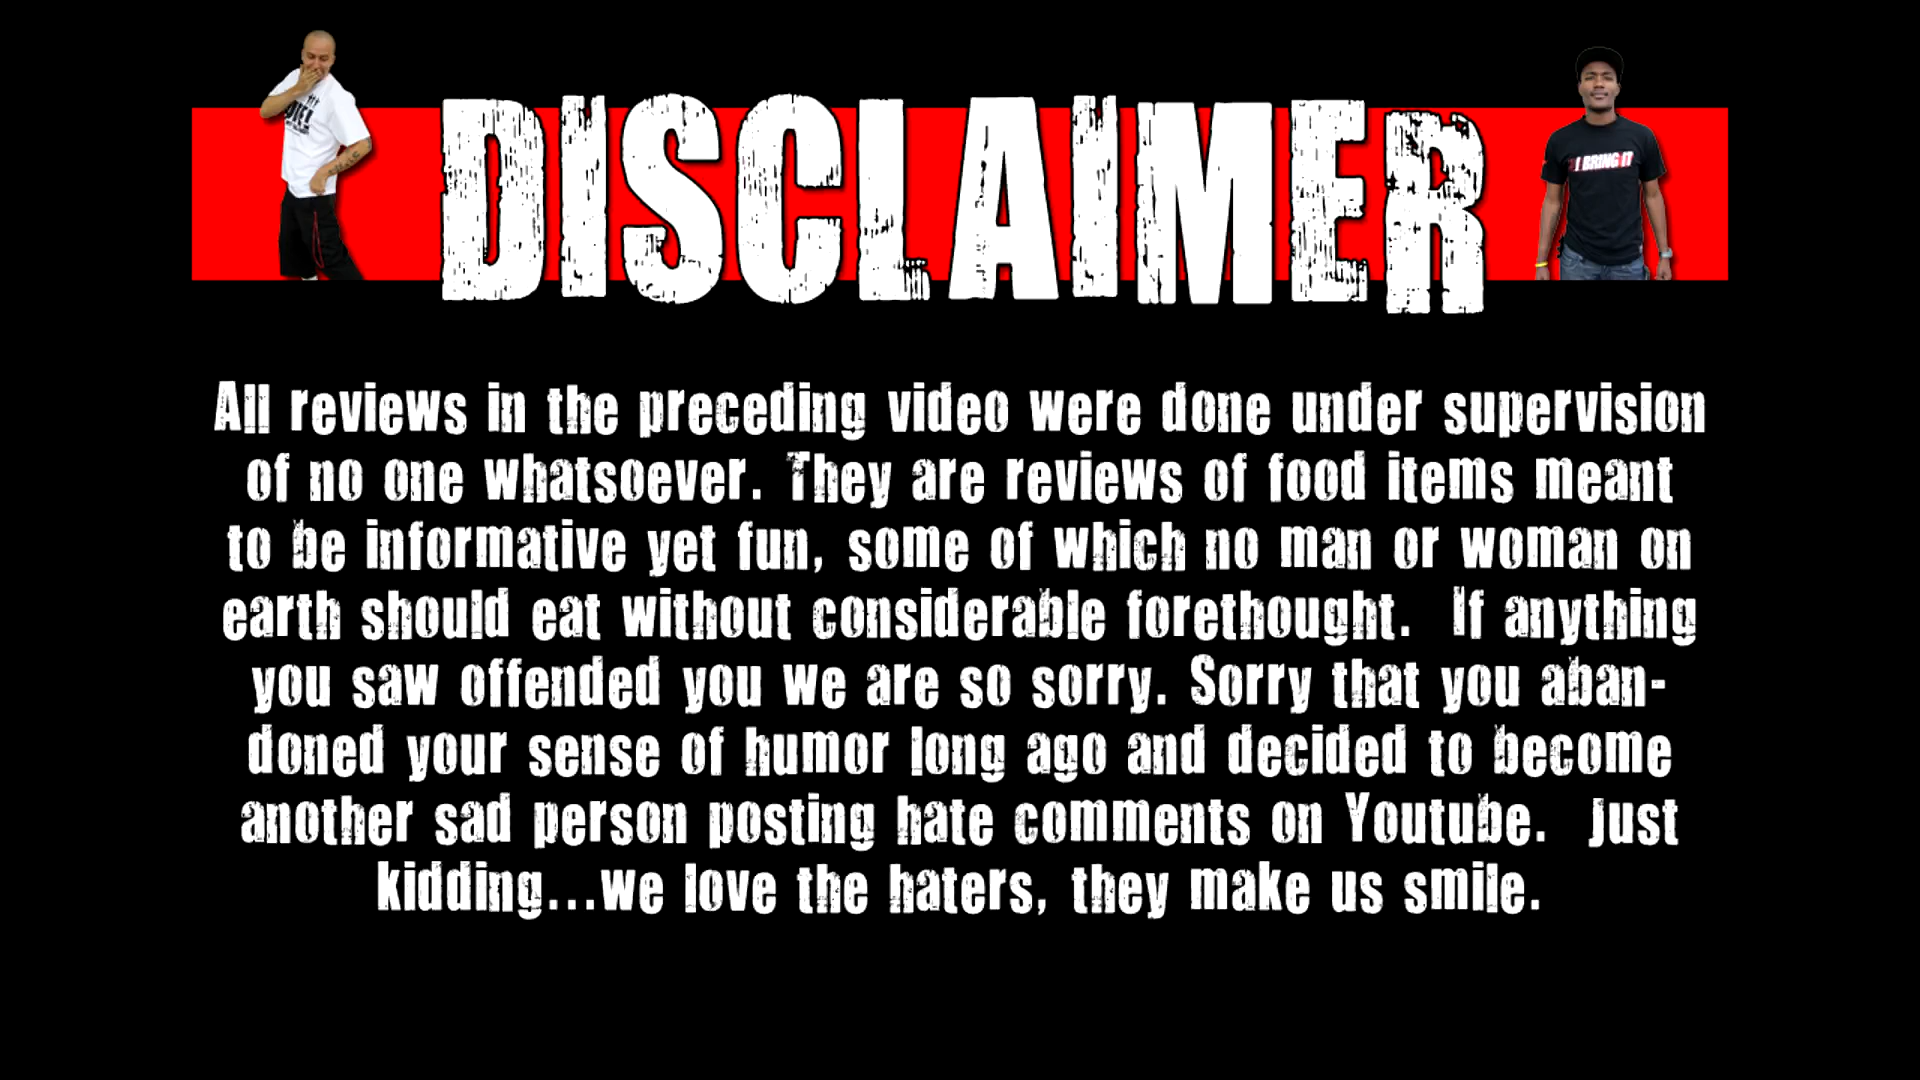 DISCLAIMER
DIET
I BRING IT
All reviews in the preceding video were done under supervision
of no one whatsoever. They are reviews of food items meant
to be informative yet fun, some of which no man or woman on
earth should eat without considerable forethought. If anything
you saw offended you we are so sorry. Sorry that you aban-
doned your sense of humor long ago and decided to become
another sad person posting hate comments on Youtube. Just
kidding...we love the haters, they make us smile.